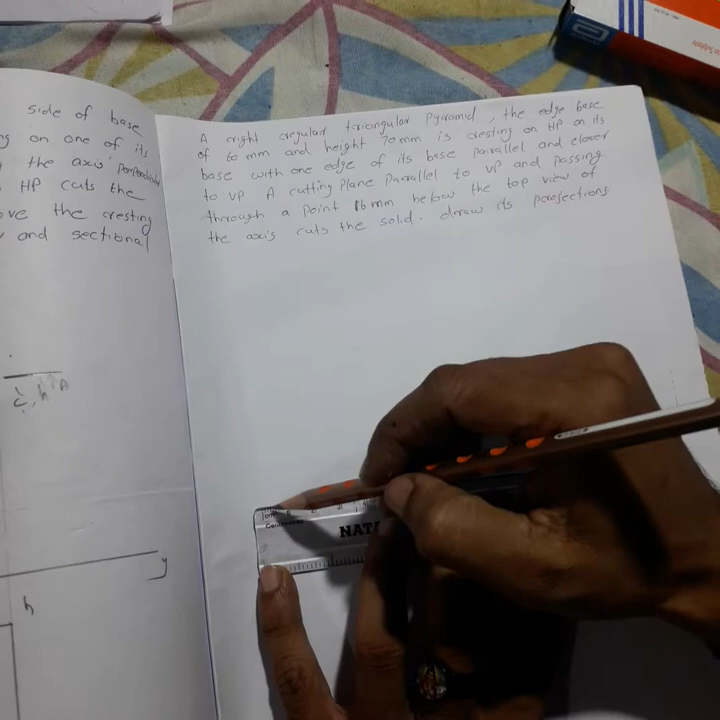 side of base
on one of its
the axis perpendicular
HP cuts the
ove the resting
and sectional
A right regular triangular pyramid, the edge base
of 60 mm and height 70 mm is resting on HP on its
base with one edge of its base parallel and closer
to VP A cutting Plane Parallel to VP and passing
through a point 16 mm below the top view of
the axis cuts the solid. draw its porojections
y
h
Centimetres
NATA